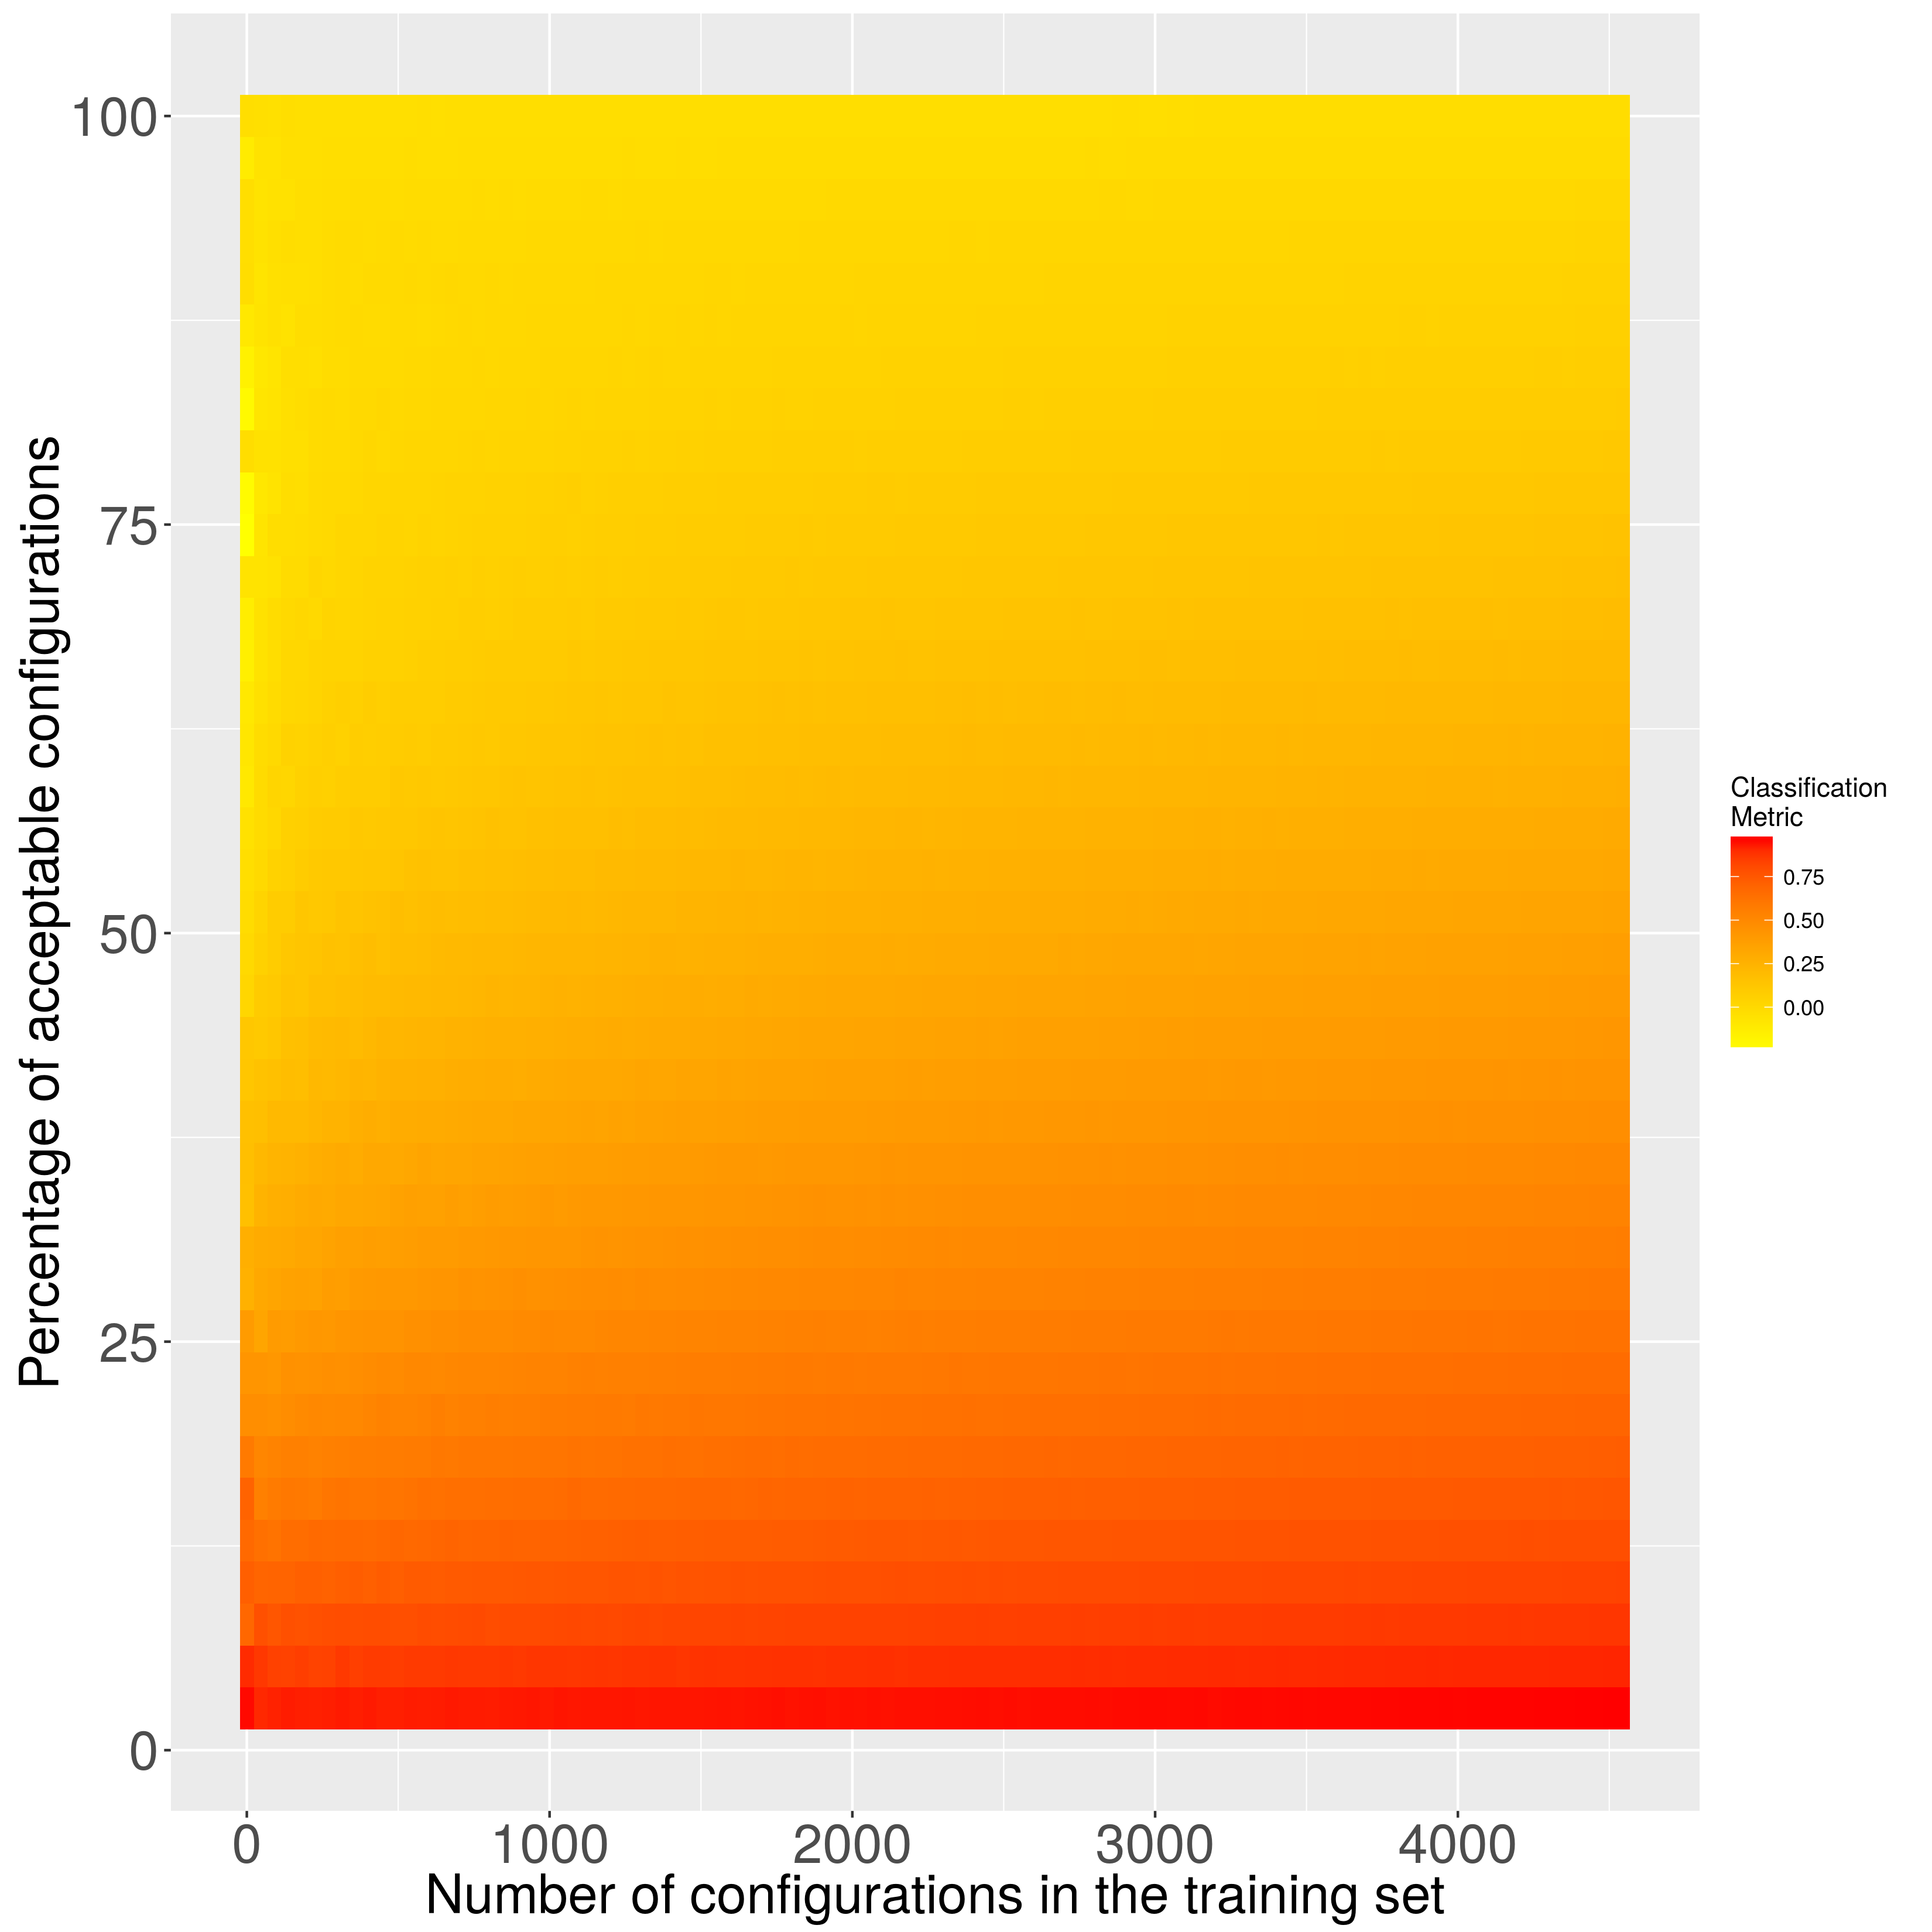 Percentage of acceptable configurations
100
75
50
25
0
0 1000 2000 3000 4000
Number of configurations in the training set
Classification
Metric
0.75
0.50
0.25
0.00